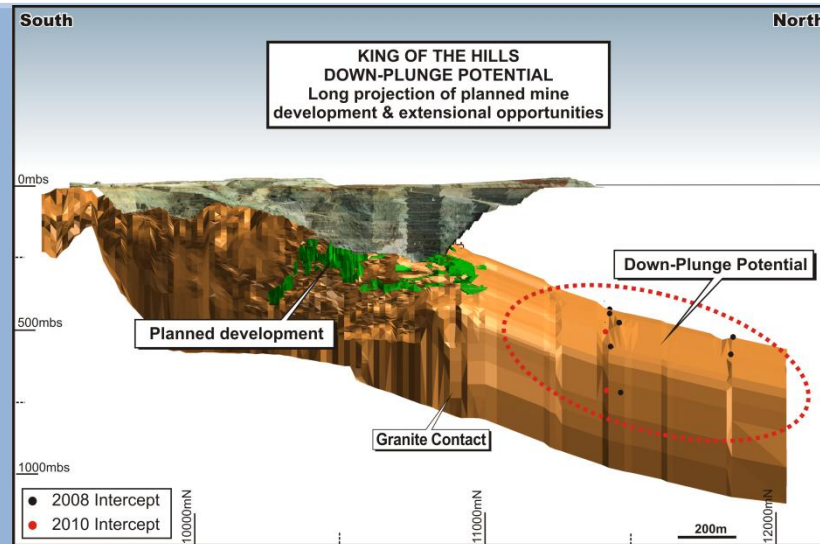 South
North
KING OF THE HILLS
DOWN-PLUNGE POTENTIAL
Long projection of planned mine
development & extensional opportunities
0mbs
Down-Plunge Potential
Planned development
500mbs
Granite Contact
1000mbs
2008 Intercept
2010 Intercept
10000mN
11000mN
12000mN
200m